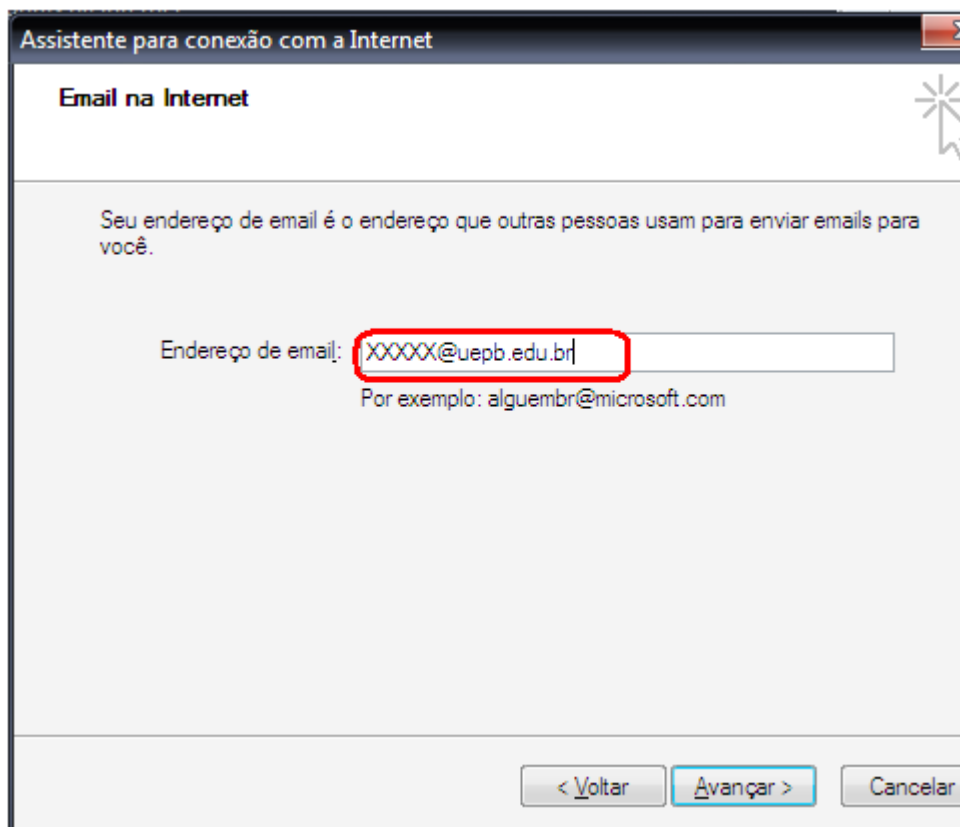 Assistente para conexão com a Internet
Email na Internet
Seu endereço de email é o endereço que outras pessoas usam para enviar emails para
você.
Endereço de email: XXXXX@uepb.edu.br
Por exemplo: alguembr@microsoft.com
< Voltar
Avançar >
Cancelar